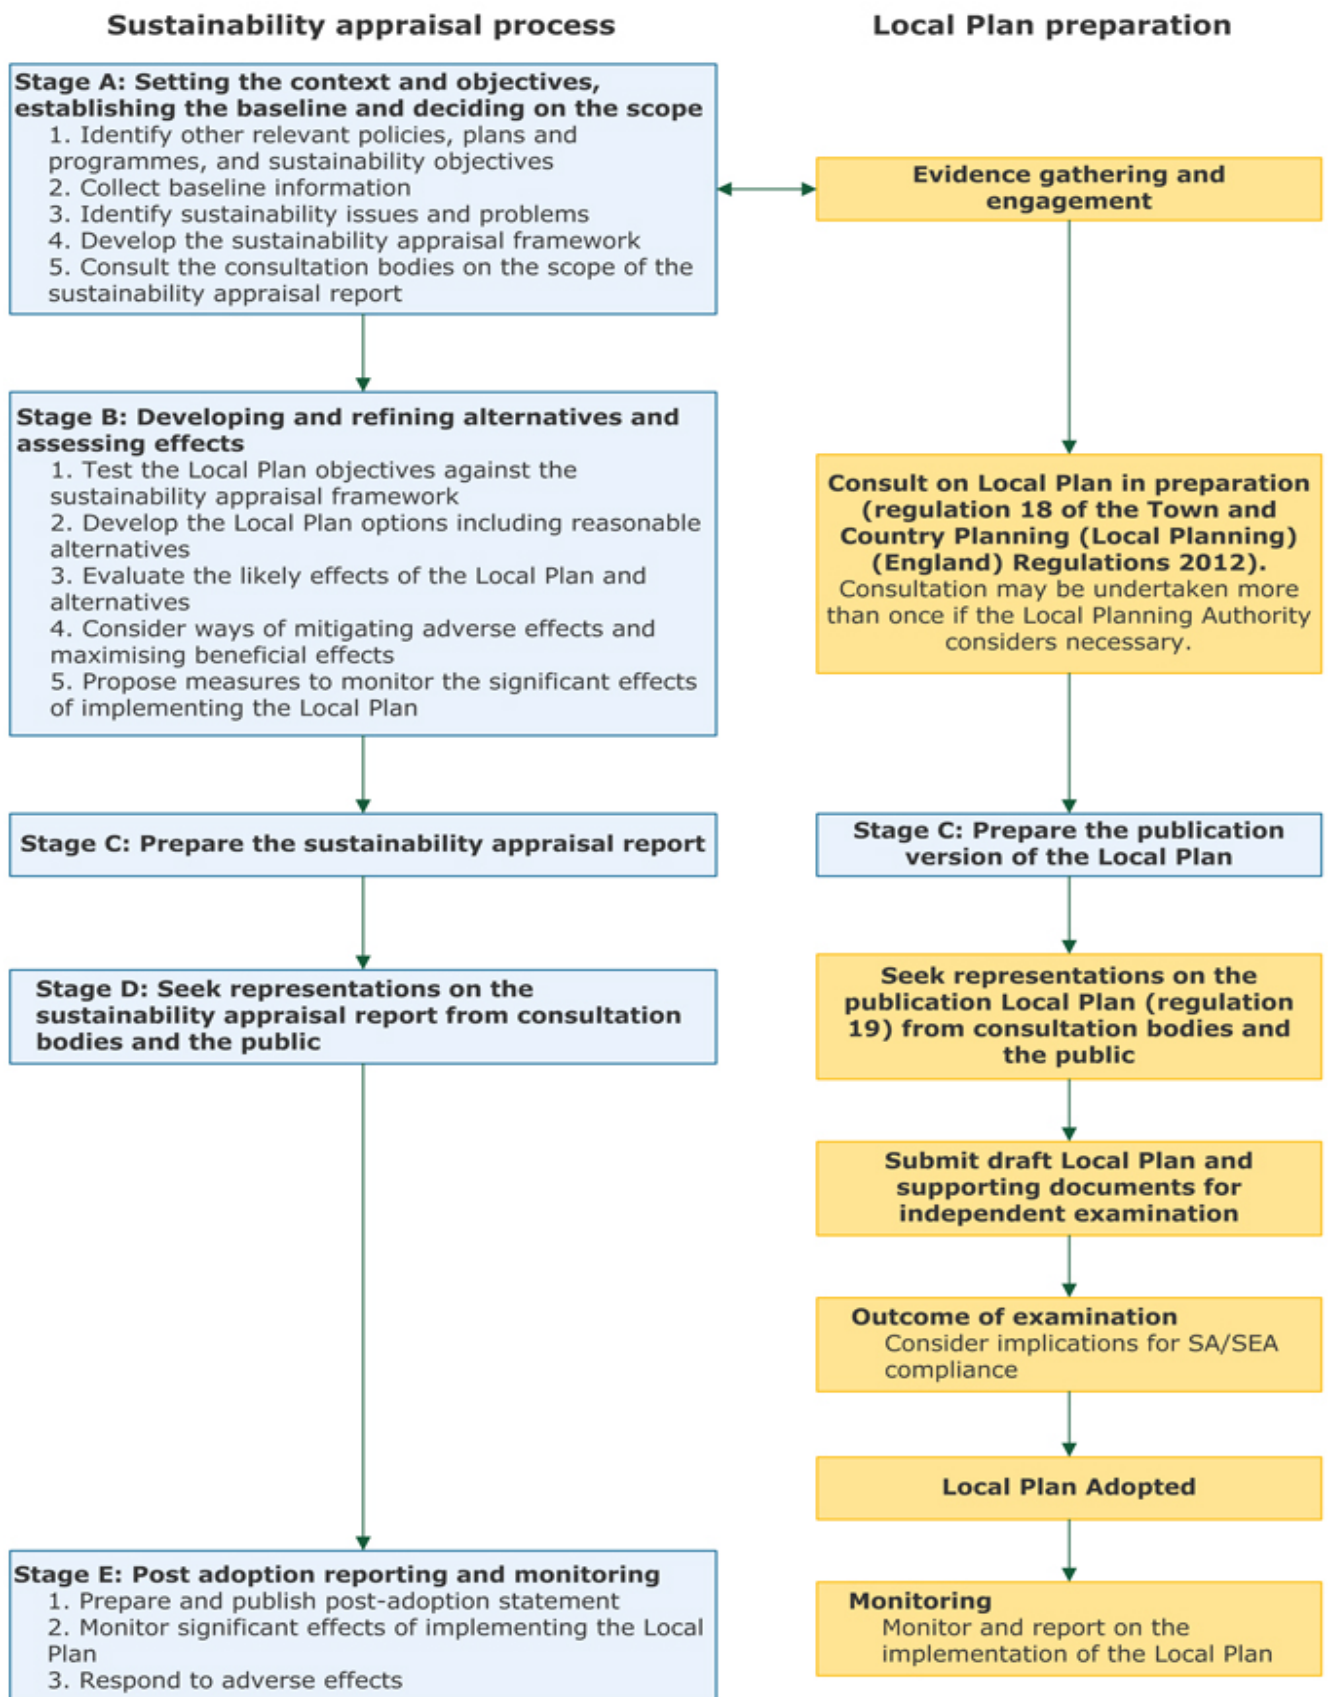 Sustainability appraisal process
Local Plan preparation
Stage A: Setting the context and objectives,
establishing the baseline and deciding on the scope
1. Identify other relevant policies, plans and
programmes, and sustainability objectives
2. Collect baseline information
3. Identify sustainability issues and problems
4. Develop the sustainability appraisal framework
5. Consult the consultation bodies on the scope of the
sustainability appraisal report
Evidence gathering and
engagement
Stage B: Developing and refining alternatives and
assessing effects
1. Test the Local Plan objectives against the
sustainability appraisal framework
2. Develop the Local Plan options including reasonable
alternatives
3. Evaluate the likely effects of the Local Plan and
alternatives
4. Consider ways of mitigating adverse effects and
maximising beneficial effects
5. Propose measures to monitor the significant effects
of implementing the Local Plan
Consult on Local Plan in preparation
(regulation 18 of the Town and
Country Planning (Local Planning)
(England) Regulations 2012).
Consultation may be undertaken more
than once if the Local Planning Authority
considers necessary.
Stage C: Prepare the sustainability appraisal report
Stage C: Prepare the publication
version of the Local Plan
Stage D: Seek representations on the
sustainability appraisal report from consultation
bodies and the public
Seek representations on the
publication Local Plan (regulation
19) from consultation bodies and
the public
Submit draft Local Plan and
supporting documents for
independent examination
Outcome of examination
Consider implications for SA/SEA
compliance
Local Plan Adopted
Stage E: Post adoption reporting and monitoring
1. Prepare and publish post-adoption statement
2. Monitor significant effects of implementing the Local
Plan
3. Respond to adverse effects
Monitoring
Monitor and report on the
implementation of the Local Plan